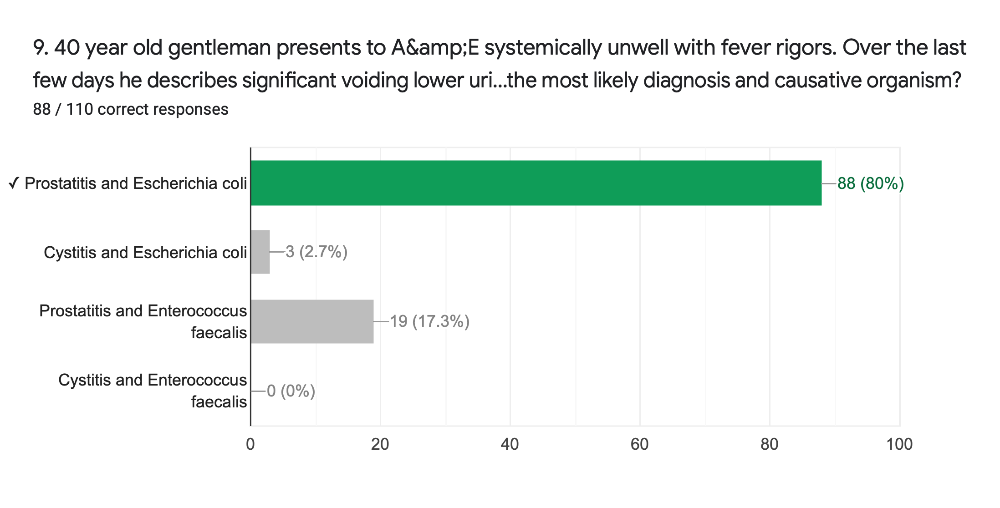 9. 40 year old gentleman presents to A&amp;E systemically unwell with fever rigors. Over the last
few days he describes significant voiding lower uri...the most likely diagnosis and causative organism?
88 / 110 correct responses
✓ Prostatitis and Escherichia coli
88 (80%)
Cystitis and Escherichia coli
3 (2.7%)
Prostatitis and Enterococcus
faecalis
19 (17.3%)
Cystitis and Enterococcus
faecalis
0 (0%)
0 20 40 60 80 100